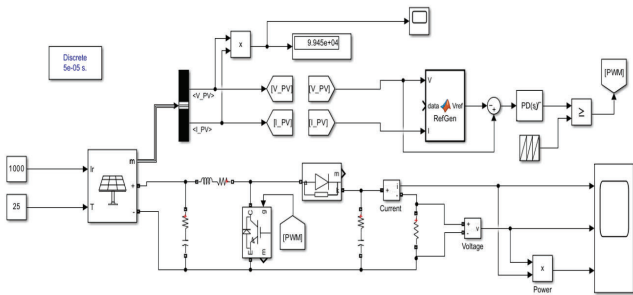 Discrete
5e-05 s.
x
9.945e+04
[PWM]
<V_PV>
[V_PV]
[V_PV]
V
data
Vref
RefGen
PD(s)
≥
<I_PV>
[I_PV]
[I_PV]
I
1000
Ir
m
+
25
T
-
a
m
k
+
i
-
Current
g
C
E
[PWM]
+
-
v
Voltage
x
Power